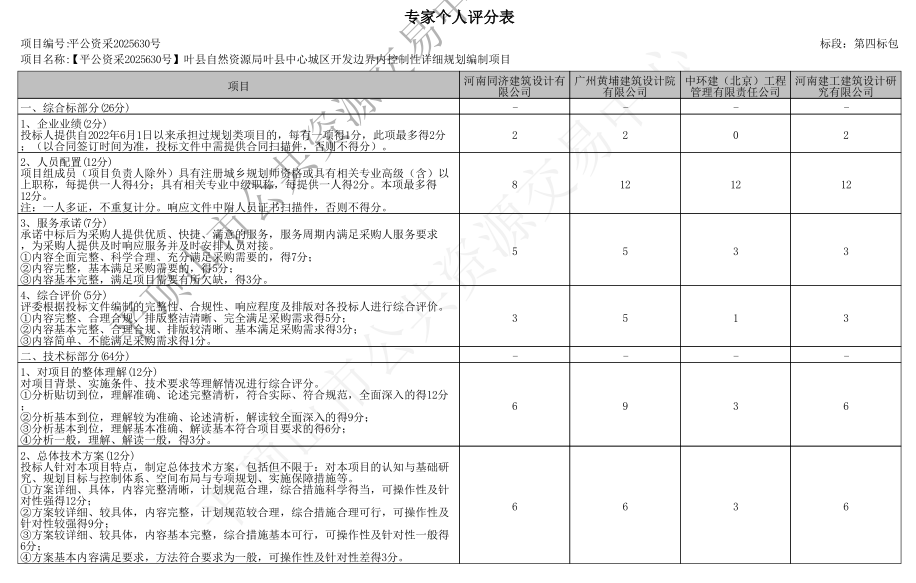 专家个人评分表
项目编号:平公资采2025630号
标段: 第四标包
项目名称:【平公资采2025630号】叶县自然资源局叶县中心城区开发边界内控制性详细规划编制项目
项目
河南同济建筑设计有限公司
广州黄埔建筑设计院有限公司
中环建（北京）工程管理有限责任公司
河南建工建筑设计研究有限公司
一、综合标部分(26分) － － － －
1、企业业绩(2分)
投标人提供自2022年6月1日以来承担过规划类项目的，每有一项得1分，此项最多得2分
；（以合同签订时间为准，投标文件中需提供合同扫描件，否则不得分）。
2 2 0 2
2、人员配置(12分)
项目组成员（项目负责人除外）具有注册城乡规划师资格或具有相关专业高级（含）以
上职称，每提供一人得4分；具有相关专业中级职称，每提供一人得2分。本项最多得
12分。
注：一人多证，不重复计分。响应文件中附人员证书扫描件，否则不得分。
8 12 12 12
3、服务承诺(7分)
承诺中标后为采购人提供优质、快捷、满意的服务，服务周期内满足采购人服务要求
，为采购人提供及时响应服务并及时安排人员对接。
①内容全面完整、科学合理、充分满足采购需要的，得7分；
②内容完整，基本满足采购需要的，得5分；
③内容基本完整，满足项目需要有所欠缺，得3分。
5 5 3 3
4、综合评价(5分)
评委根据投标文件编制的完整性、合规性、响应程度及排版对各投标人进行综合评价。
①内容完整、合理合规、排版整洁清晰、完全满足采购需求得5分；
②内容基本完整、合理合规、排版较清晰、基本满足采购需求得3分；
③内容简单、不能满足采购需求得1分。
3 5 1 3
二、技术标部分(64分) － － － －
1、对项目的整体理解(12分)
对项目背景、实施条件、技术要求等理解情况进行综合评分。
①分析贴切到位，理解准确、论述完整清析，符合实际、符合规范，全面深入的得12分
；
②分析基本到位，理解较为准确、论述清析，解读较全面深入的得9分；
③分析基本到位，理解基本准确、解读基本符合项目要求的得6分；
④分析一般，理解、解读一般，得3分。
6 9 3 6
2、总体技术方案(12分)
投标人针对本项目特点，制定总体技术方案，包括但不限于：对本项目的认知与基础研
究、规划目标与控制体系、空间布局与专项规划、实施保障措施等。
①方案详细、具体，内容完整清晰，计划规范合理，综合措施科学得当，可操作性及针
对性强得12分；
②方案较详细、较具体，内容完整，计划规范较合理，综合措施合理可行，可操作性及
针对性较强得9分；
③方案较详细、较具体，内容基本完整，综合措施基本可行，可操作性及针对性一般得
6分；
④方案基本内容满足要求，方法符合要求为一般，可操作性及针对性差得3分。
6 6 3 6
平顶山市公共资源交易中心
平顶山市公共资源交易中心